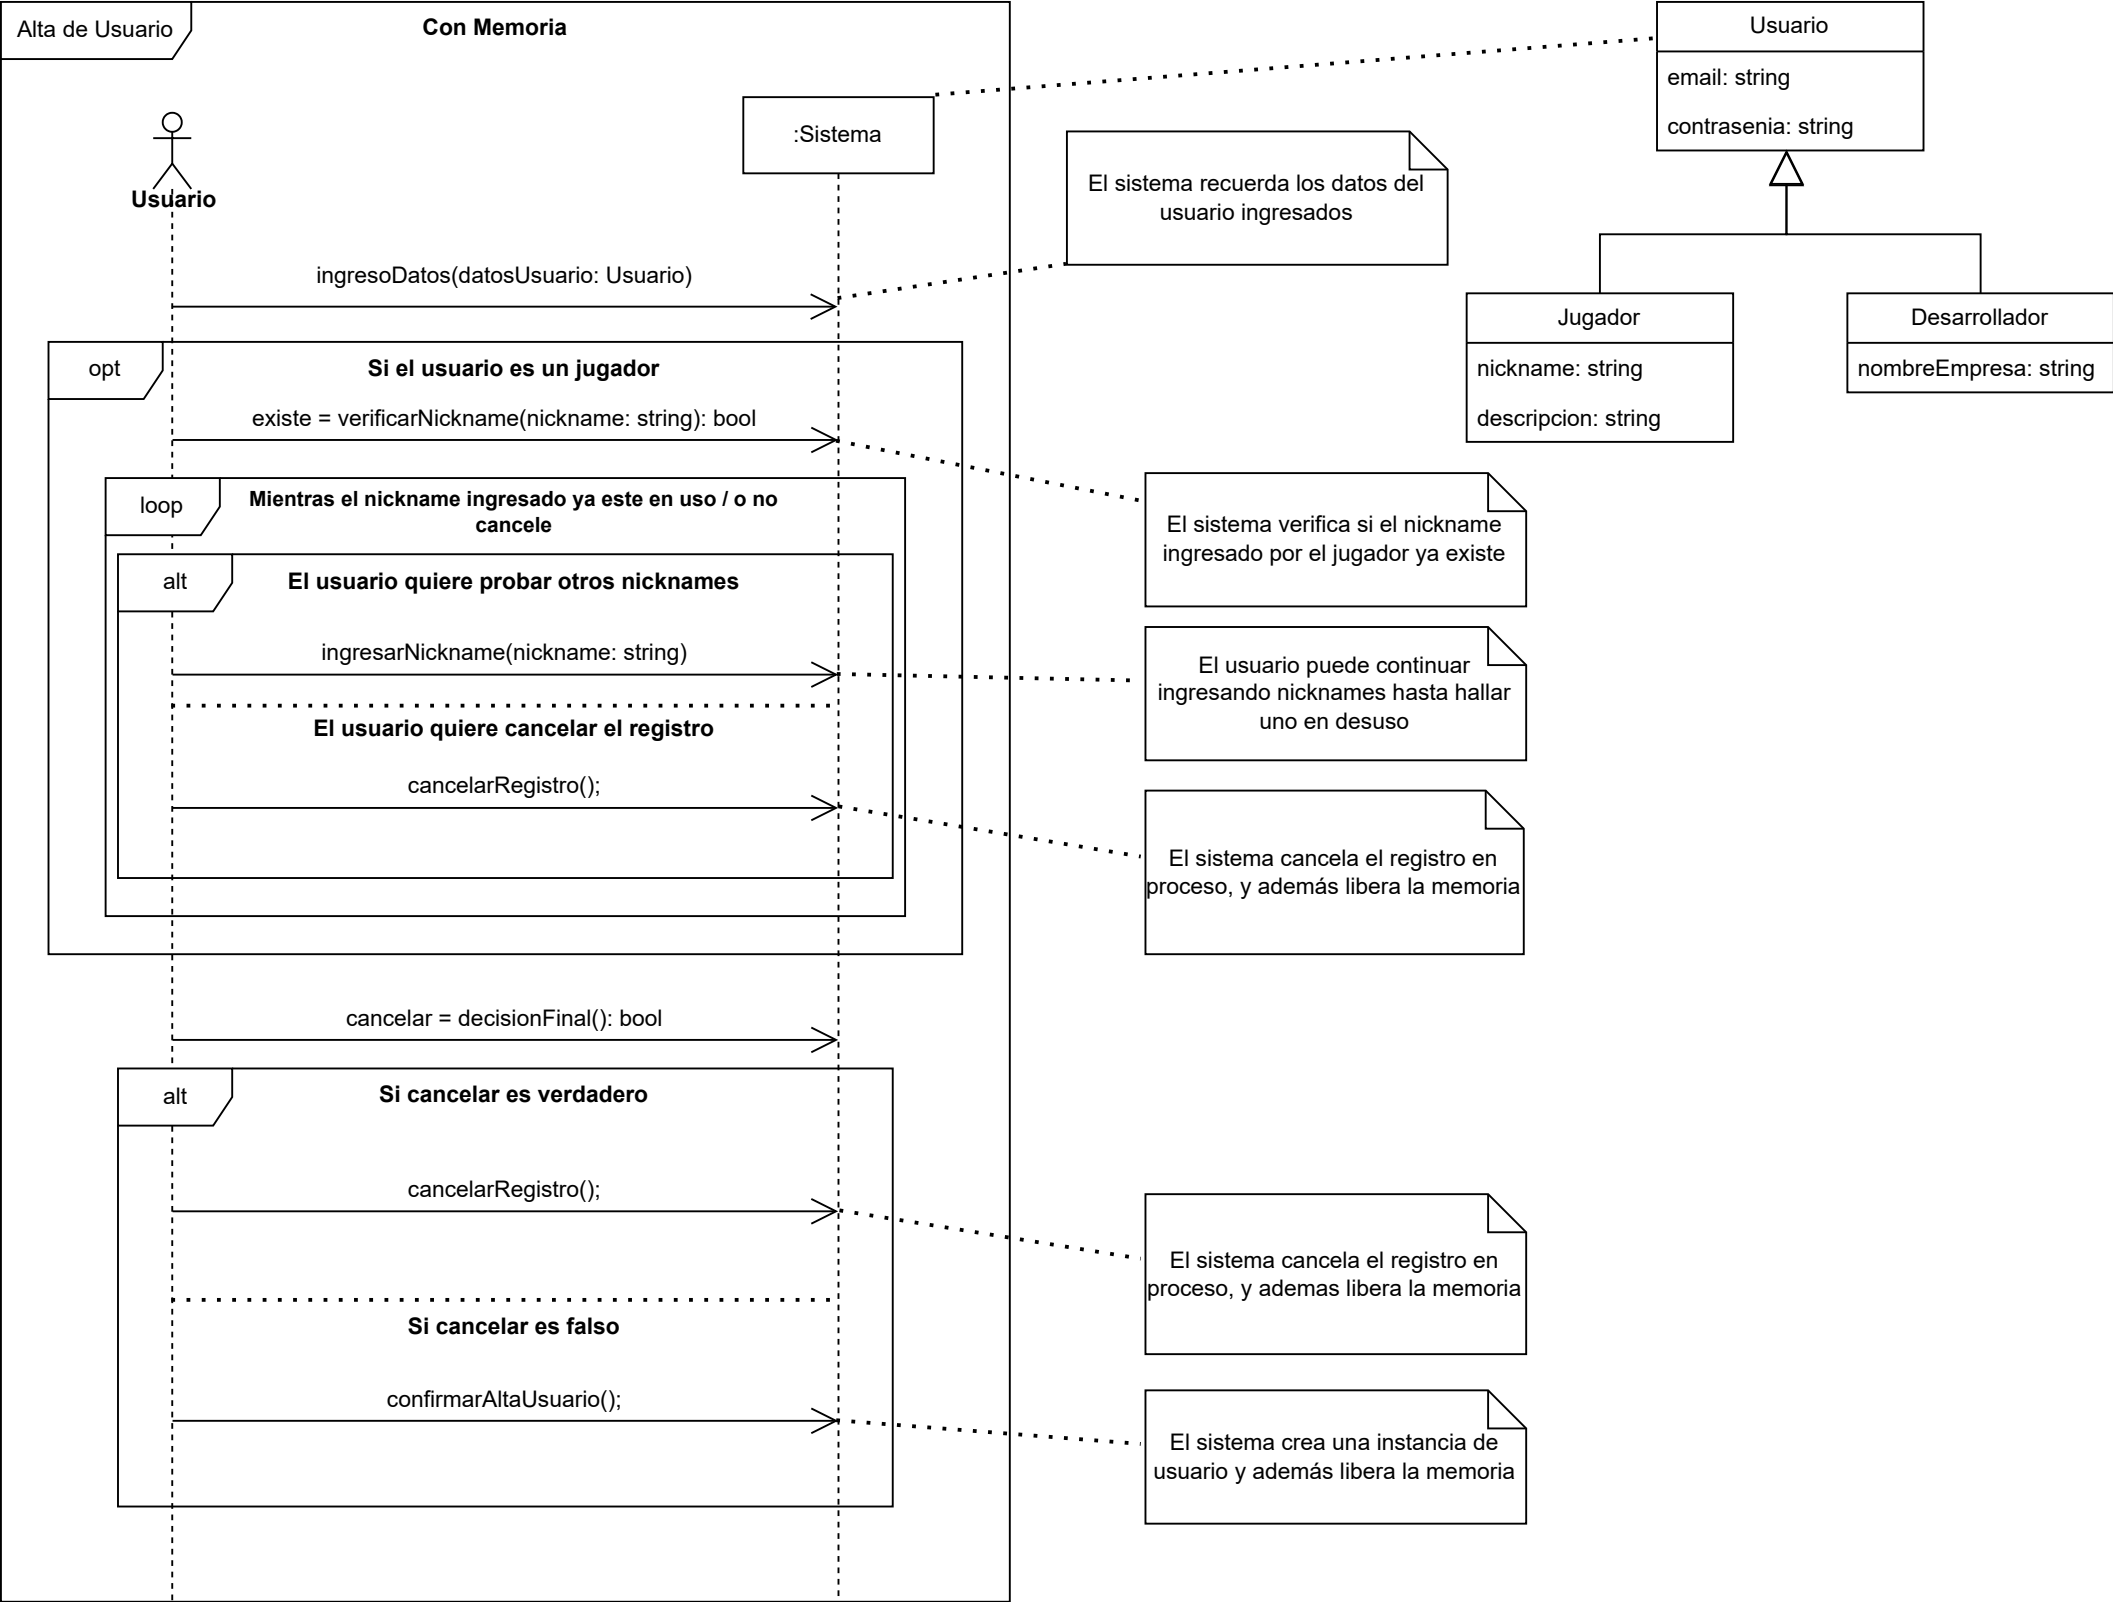 Alta de Usuario
Con Memoria
Usuario
:Sistema
ingresoDatos(datosUsuario: Usuario)
opt
Si el usuario es un jugador
existe = verificarNickname(nickname: string): bool
loop
Mientras el nickname ingresado ya este en uso / o no
cancele
alt
El usuario quiere probar otros nicknames
ingresarNickname(nickname: string)
El usuario quiere cancelar el registro
cancelarRegistro();
cancelar = decisionFinal(): bool
alt
Si cancelar es verdadero
cancelarRegistro();
Si cancelar es falso
confirmarAltaUsuario();
El sistema recuerda los datos del
usuario ingresados
Usuario
email: string
contrasenia: string
Jugador
nickname: string
descripcion: string
Desarrollador
nombreEmpresa: string
El sistema verifica si el nickname
ingresado por el jugador ya existe
El usuario puede continuar
ingresando nicknames hasta hallar
uno en desuso
El sistema cancela el registro en
proceso, y además libera la memoria
El sistema cancela el registro en
proceso, y ademas libera la memoria
El sistema crea una instancia de
usuario y además libera la memoria